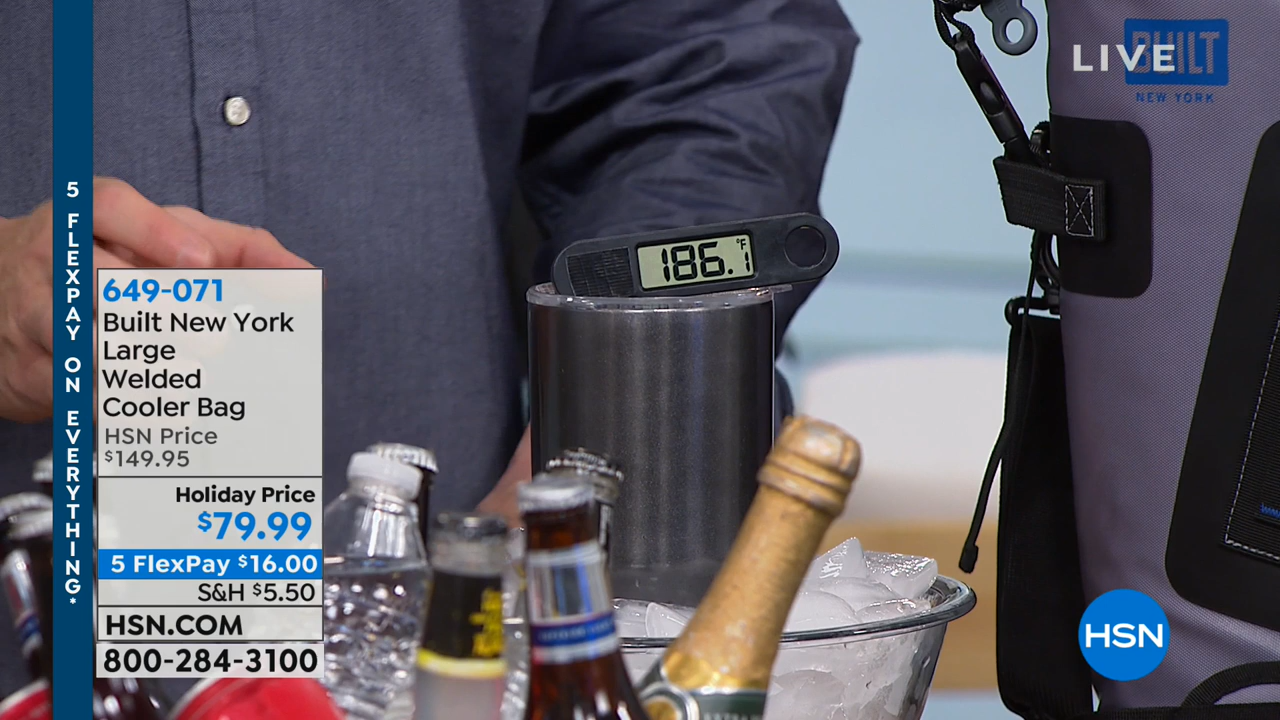 5 FLEXPAY ON EVERYTHING*
649-071
Built New York
Large
Welded
Cooler Bag
HSN Price
$149.95
Holiday Price
$79.99
5 FlexPay $16.00
S&H $5.50
HSN.COM
800-284-3100
186.1 °F
LIVE
BUILT
NEW YORK
HSN